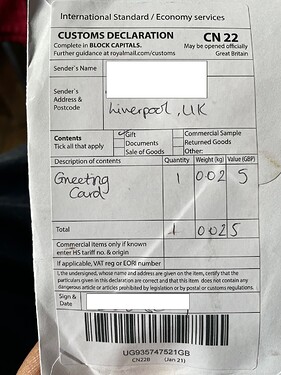 International Standard / Economy services
CUSTOMS DECLARATION CN 22
Complete in BLOCK CAPITALS. May be opened officially
Further guidance at royalmail.com/customs Great Britain
Sender's Name
Sender's
Address &
Postcode
Liverpool, UK
Contents
Tick all that apply
Gift Commercial Sample
Documents Returned Goods
Sale of Goods Other:
Description of contents Quantity Weight (kg) Value (GBP)
Greeting 1 0.02 5
Card
Total 1 0.02 5
Commercial items only if known
enter HS tariff no. & origin
If applicable, VAT reg or EORI number
I, the undersigned, whose name and address are given on the item, certify that the
particulars given in this declaration are correct and that this item does not contain any
dangerous article or articles prohibited by legislation or by postal or customs regulations.
Sign &
Date
UG935747521GB
CN22B (Jan 21)